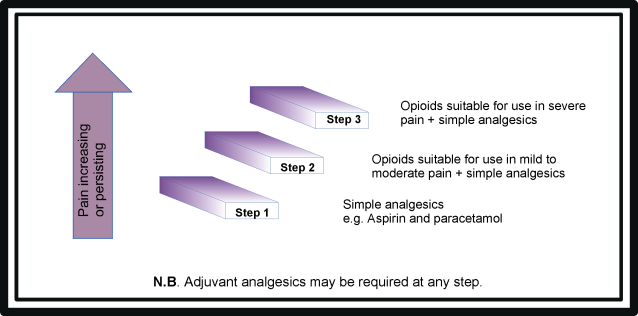 Pain increasing
or persisting
Step 3
Opioids suitable for use in severe
pain + simple analgesics
Step 2
Opioids suitable for use in mild to
moderate pain + simple analgesics
Step 1
Simple analgesics
e.g. Aspirin and paracetamol
N.B. Adjuvant analgesics may be required at any step.